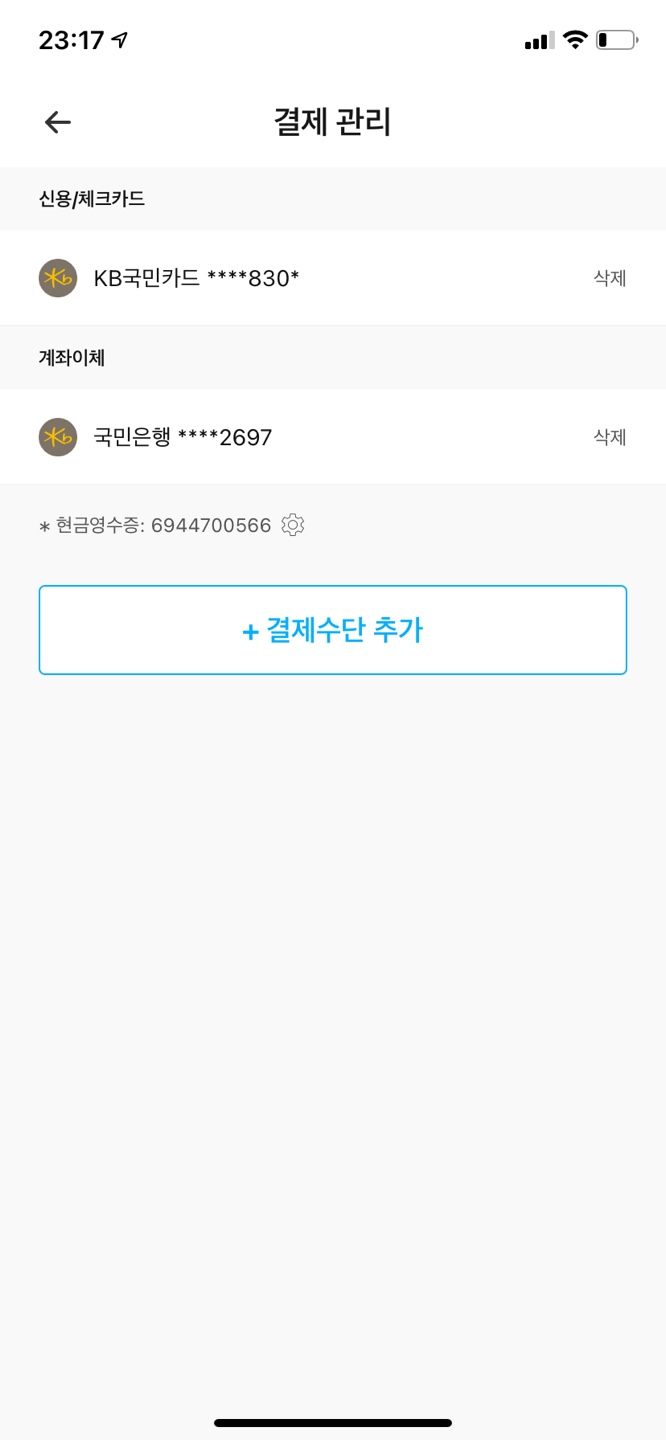 23:17
결제 관리
신용/체크카드
Kb KB국민카드 ****830* 삭제
계좌이체
Kb 국민은행 ****2697 삭제
* 현금영수증: 6944700566
+ 결제수단 추가